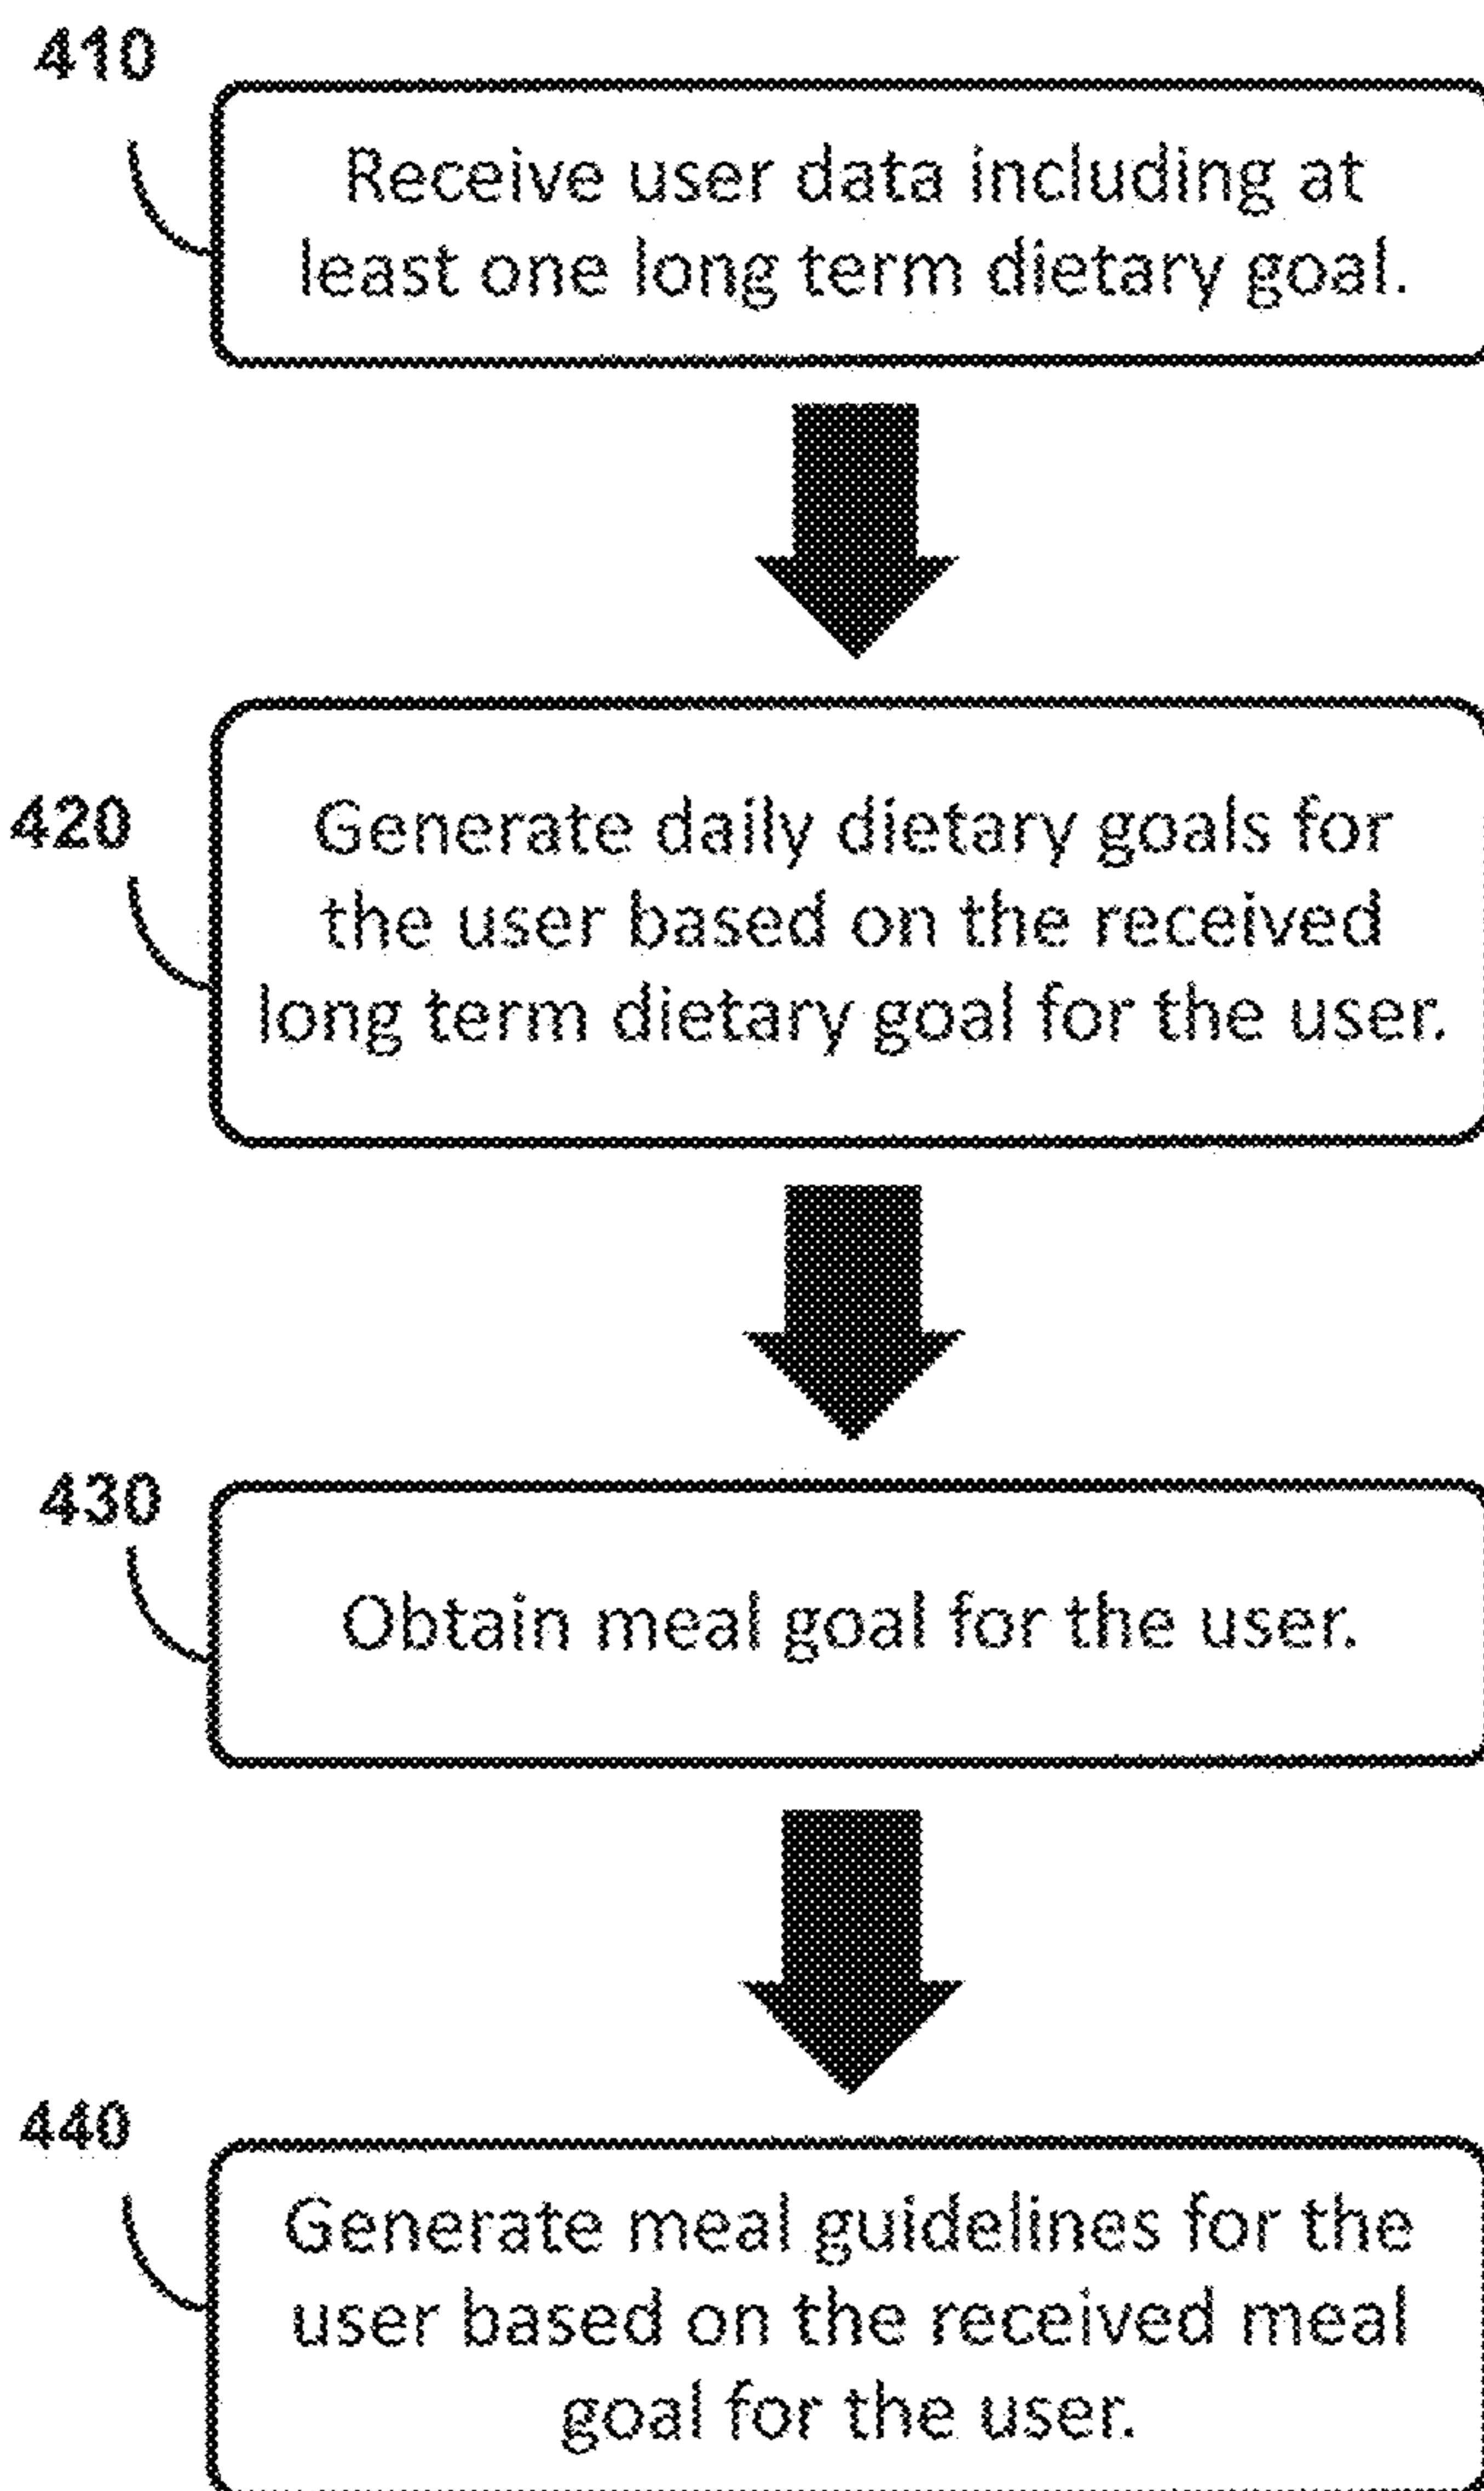 410
Receive user data including at
least one long term dietary goal.
420
Generate daily dietary goals for
the user based on the received
long term dietary goal for the user.
430
Obtain meal goal for the user.
440
Generate meal guidelines for the
user based on the received meal
goal for the user.